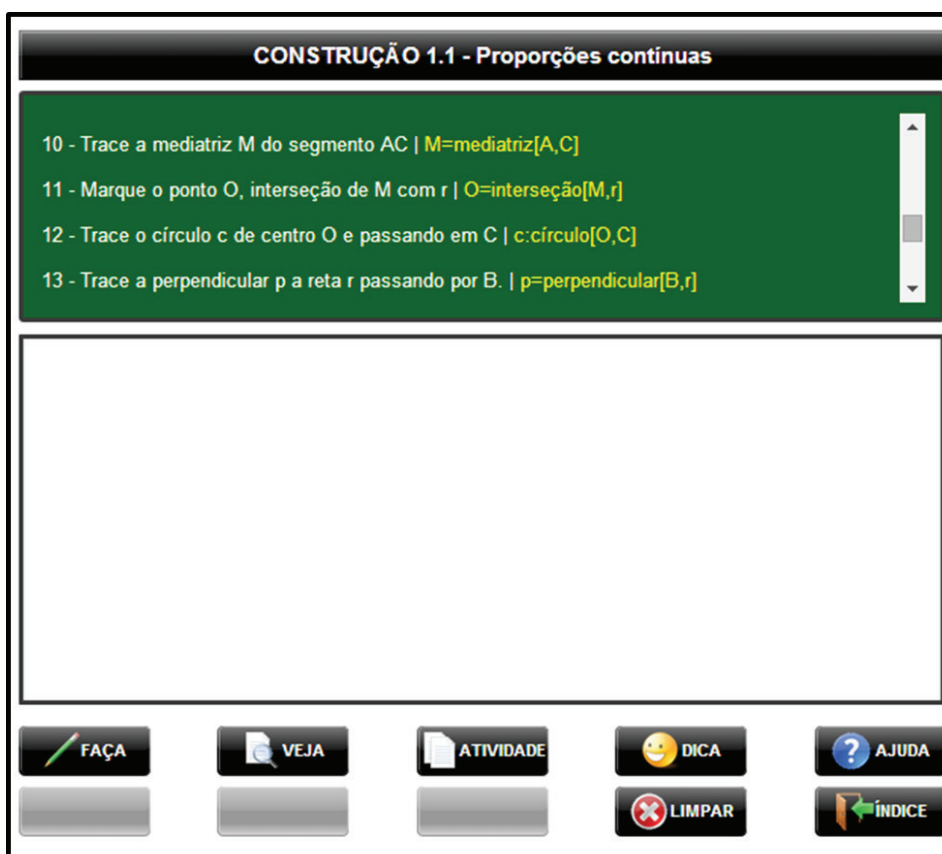 CONSTRUÇÃO 1.1 - Proporções contínuas
10 - Trace a mediatriz M do segmento AC | M=mediatriz[A,C]
11 - Marque o ponto O, interseção de M com r | O=interseção[M,r]
12 - Trace o círculo c de centro O e passando em C | c:círculo[O,C]
13 - Trace a perpendicular p a reta r passando por B. | p=perpendicular[B,r]
FAÇA
VEJA
ATIVIDADE
DICA
AJUDA
LIMPAR
ÍNDICE